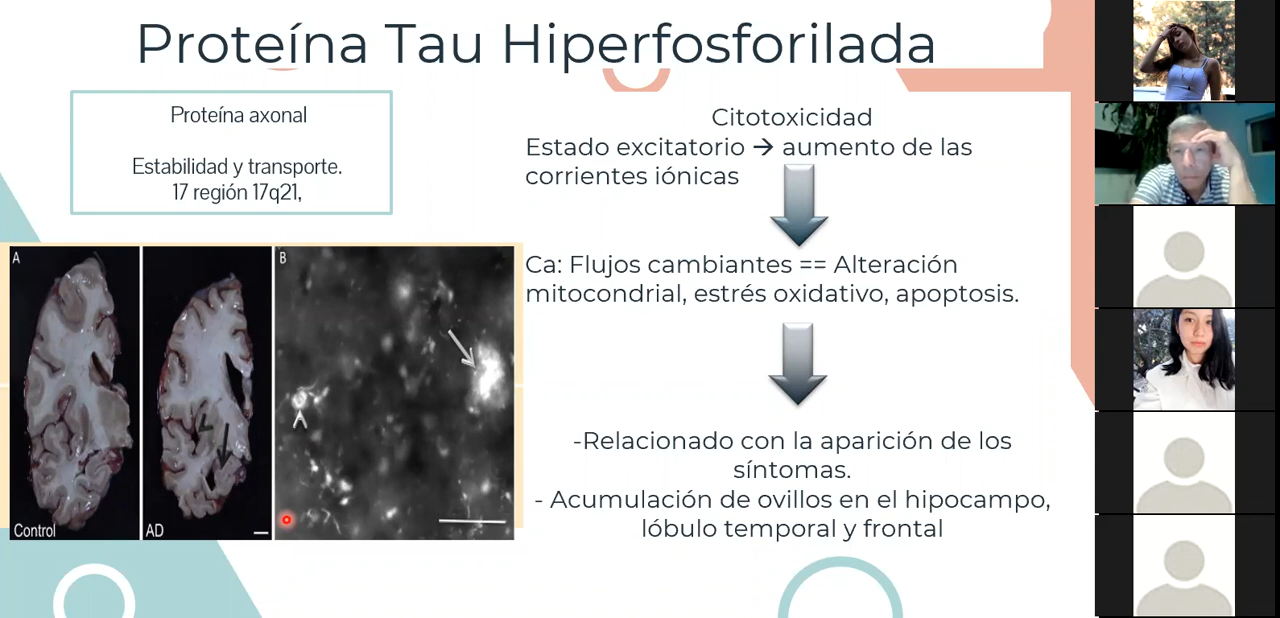 Proteína Tau Hiperfosforilada
Proteína axonal
Estabilidad y transporte.
17 región 17q21,
Citotoxicidad
Estado excitatorio → aumento de las
corrientes iónicas
Ca: Flujos cambiantes == Alteración
mitocondrial, estrés oxidativo, apoptosis.
-Relacionado con la aparición de los
síntomas.
- Acumulación de ovillos en el hipocampo,
lóbulo temporal y frontal
A
B
Control
AD